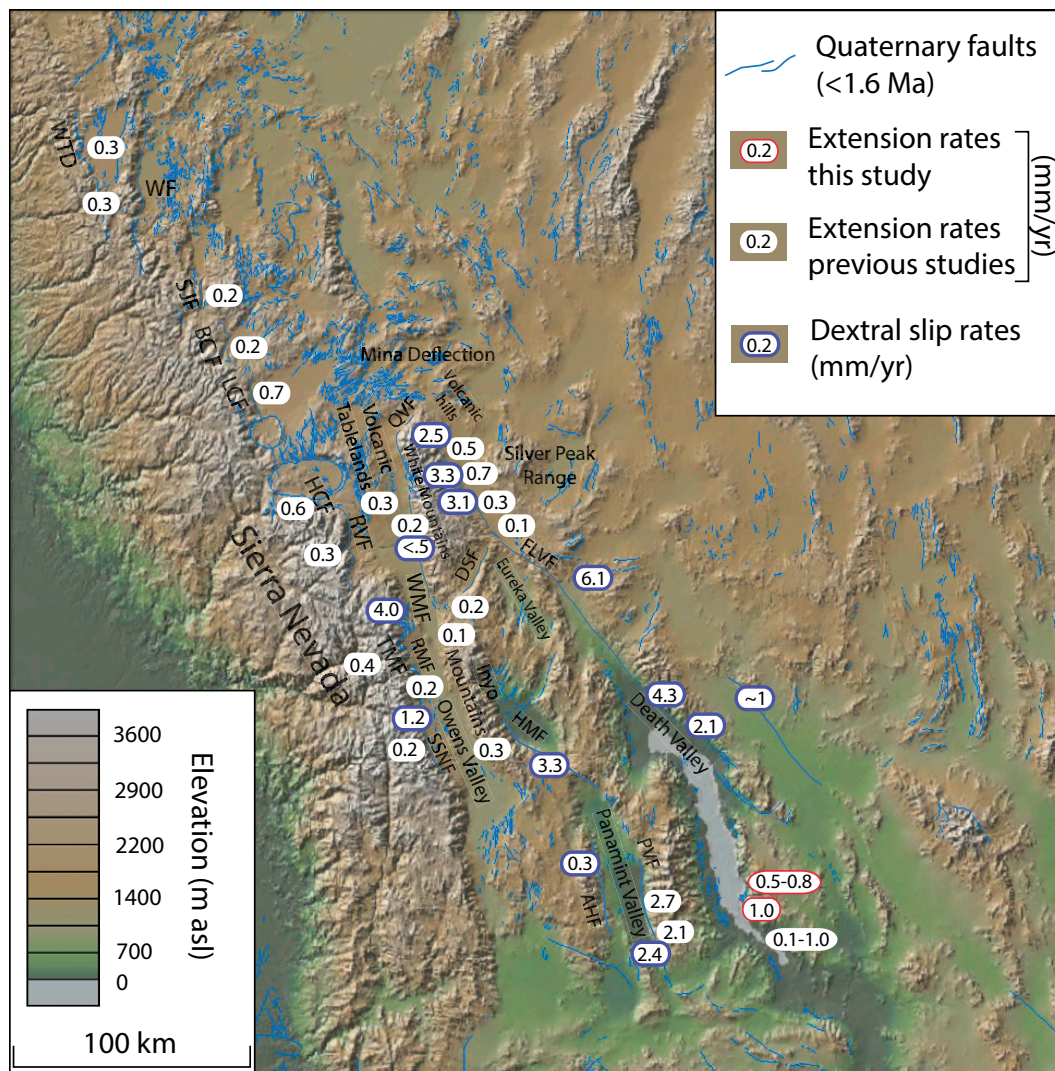 Quaternary faults
(<1.6 Ma)
0.2
Extension rates
this study
0.2
Extension rates
previous studies
(mm/yr)
0.2
Dextral slip rates
(mm/yr)
WTD
0.3
WF
0.3
SJF
0.2
BCF
0.2
Mina Deflection
LCF
0.7
Volcanic
hills
QVF
Volcanic
Tablelands
2.5
0.5
Silver Peak
Range
White Mountains
3.3
0.7
HCF
0.6
0.3
3.1
0.3
RVF
0.2
0.1
Sierra Nevada
0.3
<.5
DSF
FLVF
Eureka Valley
6.1
WMF
4.0
0.2
0.1
TMF
RMF
0.4
Inyo
Mountains
0.2
4.3
~1
1.2
Owens Valley
HMF
2.1
Death Valley
0.2
SSNF
0.3
3.3
Panamint Valley
PVF
0.3
AHF
2.7
0.5-0.8
1.0
2.1
0.1-1.0
2.4
3600
2900
2200
1400
700
0
Elevation (m asl)
100 km